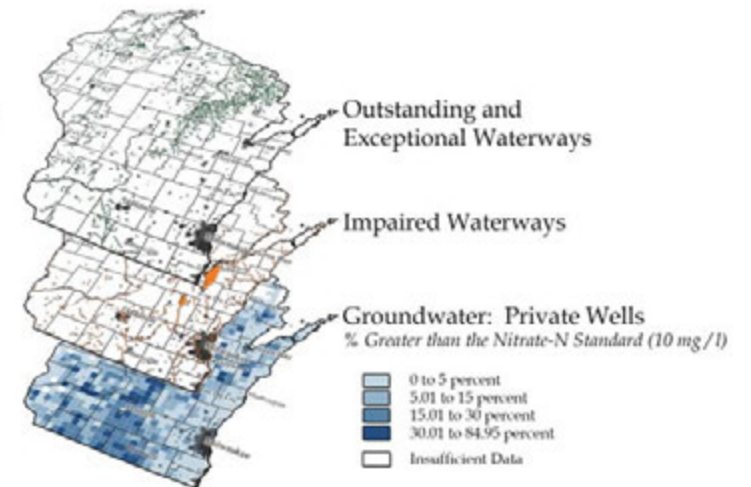 Outstanding and
Exceptional Waterways
Impaired Waterways
Groundwater: Private Wells
% Greater than the Nitrate-N Standard (10 mg/l)
0 to 5 percent
5.01 to 15 percent
15.01 to 30 percent
30.01 to 84.95 percent
Insufficient Data